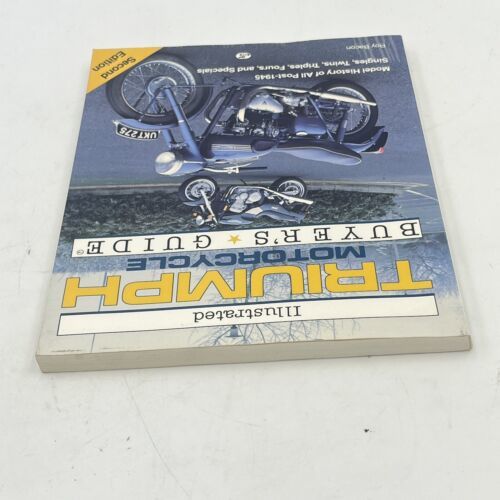 Illustrated
TRIUMPH
MOTORCYCLE
BUYER'S ★ GUIDE™
UKT 275
Model History of All Post-1945
Singles, Twins, Triples, Fours, and Specials
Roy Bacon
Second
Edition